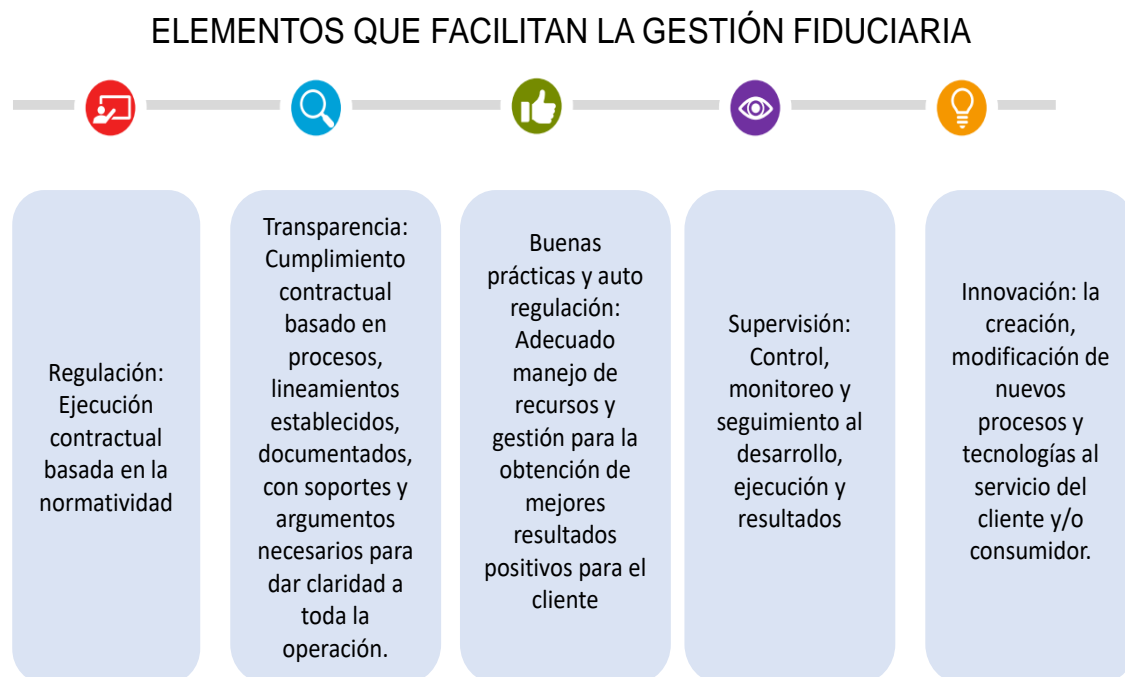 ELEMENTOS QUE FACILITAN LA GESTIÓN FIDUCIARIA
Regulación:
Ejecución
contractual
basada en la
normatividad
Transparencia:
Cumplimiento
contractual
basado en
procesos,
lineamientos
establecidos,
documentados,
con soportes y
argumentos
necesarios para
dar claridad a
toda la
operación.
Buenas
prácticas y auto
regulación:
Adecuado
manejo de
recursos y
gestión para la
obtención de
mejores
resultados
positivos para el
cliente
Supervisión:
Control,
monitoreo y
seguimiento al
desarrollo,
ejecución y
resultados
Innovación: la
creación,
modificación de
nuevos
procesos y
tecnologías al
servicio del
cliente y/o
consumidor.